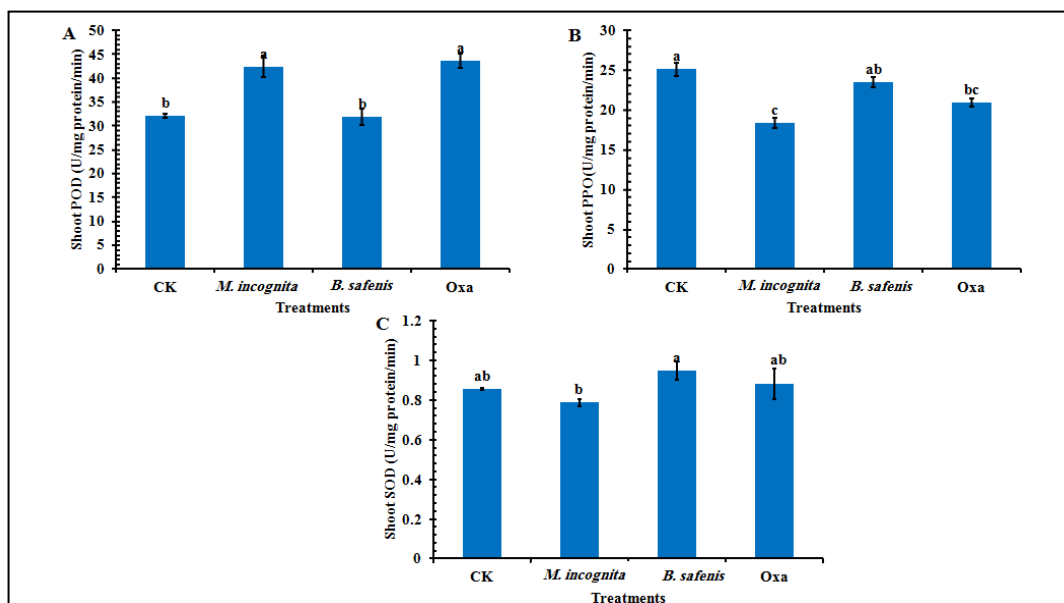 A
Shoot POD (U/mg protein/min)
50
45
40
35
30
25
20
15
10
5
0
b
a
b
a
CK
M. incognita
B. safenis
Oxa
Treatments
B
Shoot PPO(U/mg protein/min)
30
25
20
15
10
5
0
a
c
ab
bc
CK
M. incognita
B. safenis
Oxa
Treatments
C
Shoot SOD (U/mg protein/min)
1.2
1
0.8
0.6
0.4
0.2
0
ab
b
a
ab
CK
M. incognita
B. safenis
Oxa
Treatments